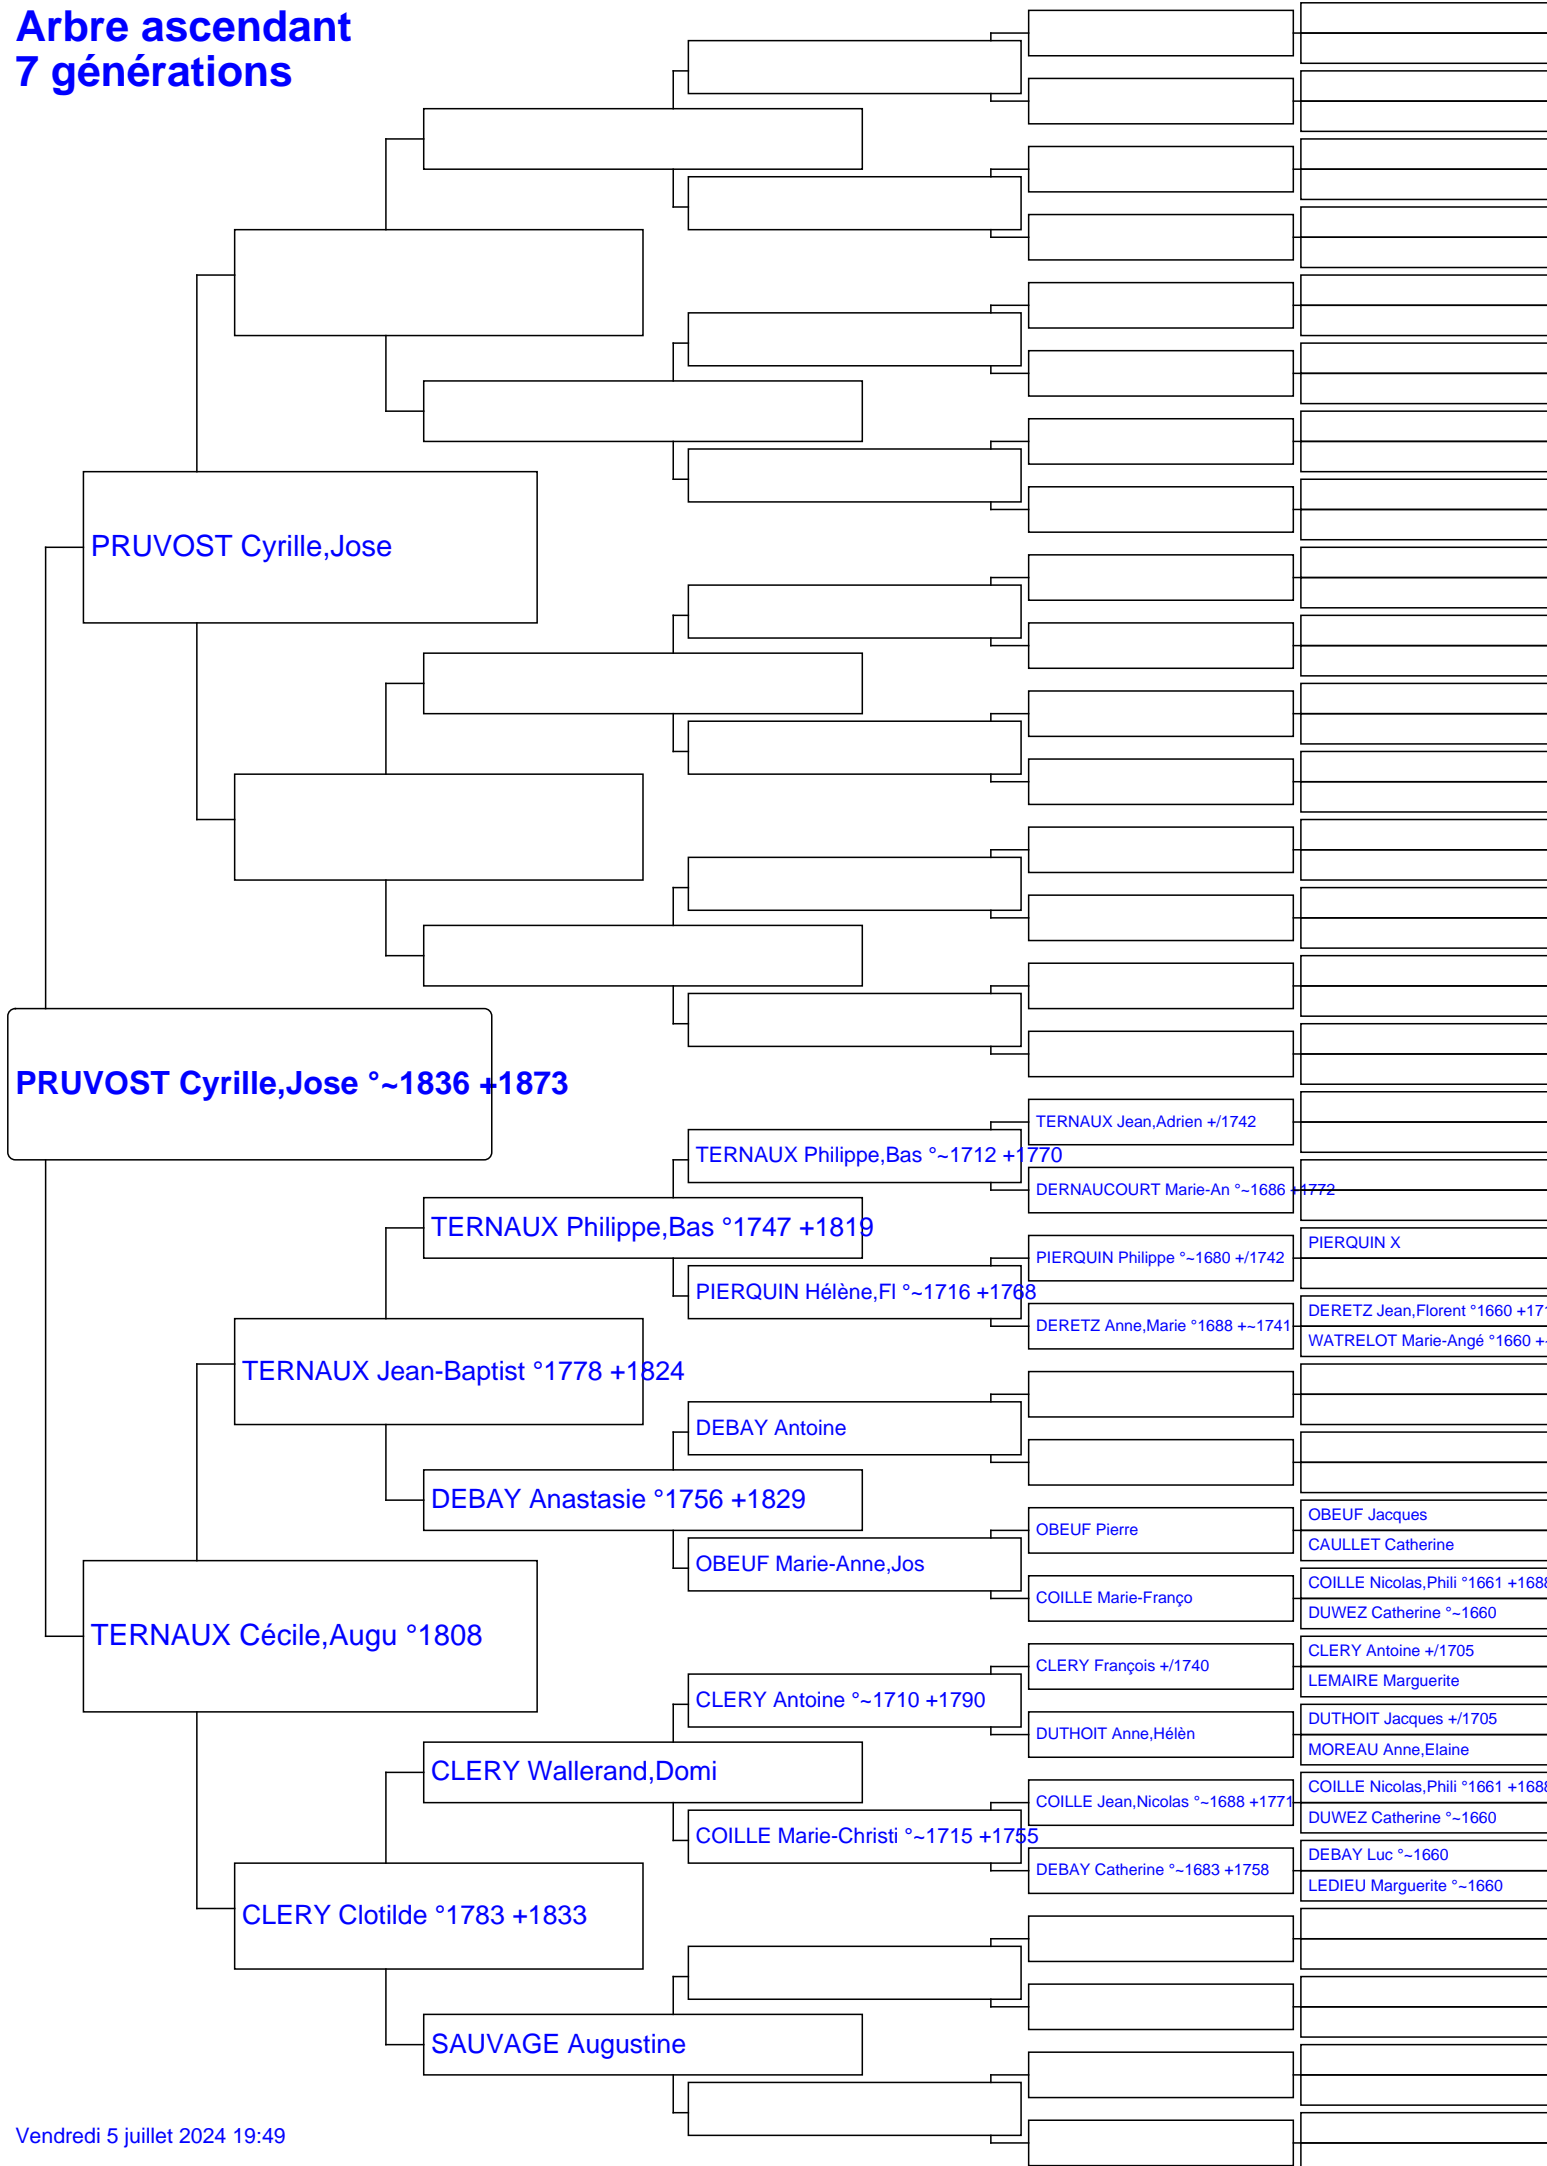 Arbre ascendant
7 générations
PRUVOST Cyrille,Jose
PRUVOST Cyrille,Jose °~1836 +1873
TERNAUX Jean,Adrien +/1742
TERNAUX Philippe,Bas °~1712 +1770
DERNAUCOURT Marie-An °~1686 +1772
TERNAUX Philippe,Bas °1747 +1819
PIERQUIN X
PIERQUIN Philippe °~1680 +/1742
PIERQUIN Hélène,Fl °~1716 +1768
DERETZ Jean,Florent °1660 +171
DERETZ Anne,Marie °1688 +~1741
WATRELOT Marie-Angé °1660 +
TERNAUX Jean-Baptist °1778 +1824
DEBAY Antoine
DEBAY Anastasie °1756 +1829
OBEUF Jacques
OBEUF Pierre
CAULLET Catherine
OBEUF Marie-Anne,Jos
COILLE Nicolas,Phili °1661 +1688
COILLE Marie-Franço
DUWEZ Catherine °~1660
TERNAUX Cécile,Augu °1808
CLERY Antoine +/1705
CLERY François +/1740
LEMAIRE Marguerite
CLERY Antoine °~1710 +1790
DUTHOIT Jacques +/1705
DUTHOIT Anne,Hélèn
MOREAU Anne,Elaine
CLERY Wallerand,Domi
COILLE Nicolas,Phili °1661 +1688
COILLE Jean,Nicolas °~1688 +1771
DUWEZ Catherine °~1660
COILLE Marie-Christi °~1715 +1755
DEBAY Luc °~1660
DEBAY Catherine °~1683 +1758
LEDIEU Marguerite °~1660
CLERY Clotilde °1783 +1833
SAUVAGE Augustine
Vendredi 5 juillet 2024 19:49